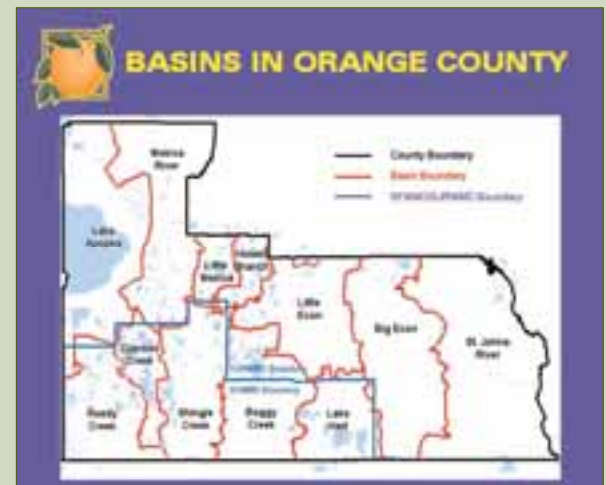 BASINS IN ORANGE COUNTY
Wekiva
River
County Boundary
Basin Boundary
Boundary
Lake
Apopka
Little
Wekiva
Howell
Branch
Little
Econ
Big Econ
St. Johns
River
Cypress
Creek
Reedy
Creek
Shingle
Creek
Boggy
Creek
Lake
Hart